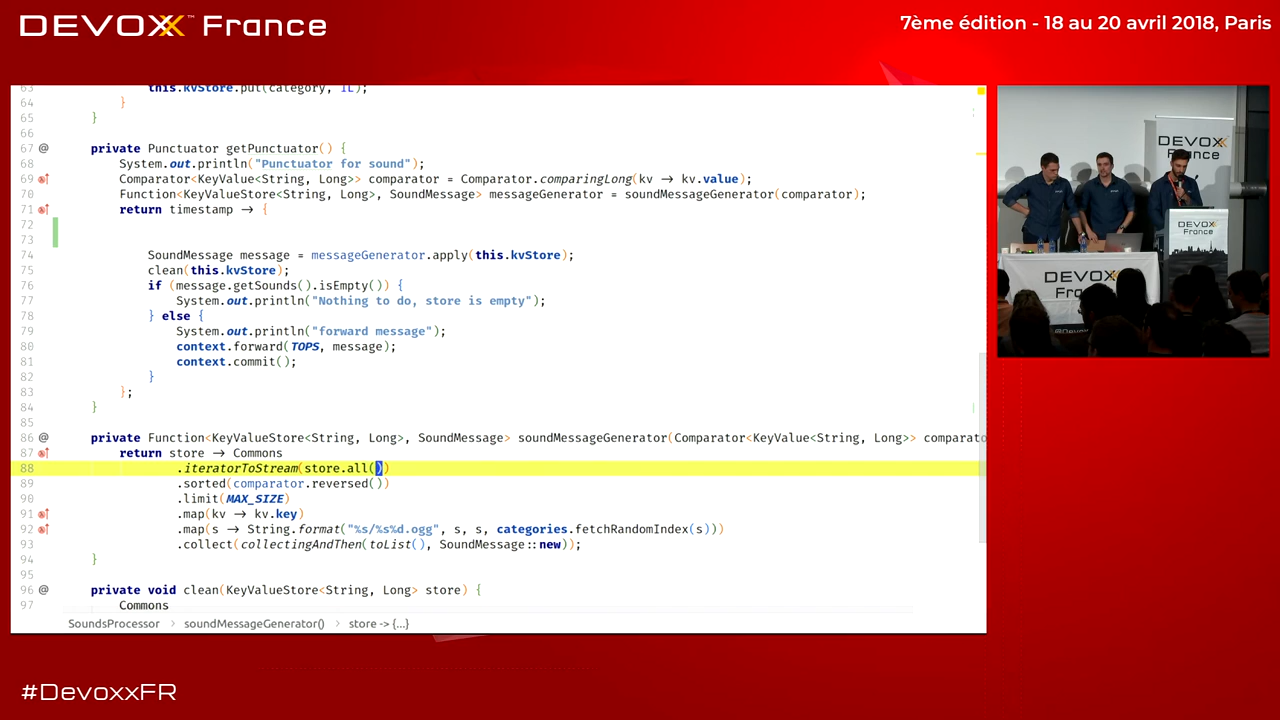 DEVOXX™ France
7ème édition - 18 au 20 avril 2018, Paris
63 this.kvStore.put(category, 1L);
64 }
65 }
66
67 @ private Punctuator getPunctuator() {
68 System.out.println("Punctuator for sound");
69 Comparator<KeyValue<String, Long>> comparator = Comparator.comparingLong(kv -> kv.value);
70 Function<KeyValueStore<String, Long>, SoundMessage> messageGenerator = soundMessageGenerator(comparator);
71 return timestamp -> {
72
73
74 SoundMessage message = messageGenerator.apply(this.kvStore);
75 clean(this.kvStore);
76 if (message.getSounds().isEmpty()) {
77 System.out.println("Nothing to do, store is empty");
78 } else {
79 System.out.println("forward message");
80 context.forward(TOPS, message);
81 context.commit();
82 }
83 };
84 }
85
86 @ private Function<KeyValueStore<String, Long>, SoundMessage> soundMessageGenerator(Comparator<KeyValue<String, Long>> comparato
87 return store -> Commons
88 .iteratorToStream(store.all())
89 .sorted(comparator.reversed())
90 .limit(MAX_SIZE)
91 .map(kv -> kv.key)
92 .map(s -> String.format("%s/%s%d.ogg", s, s, categories.fetchRandomIndex(s)))
93 .collect(collectingAndThen(toList(), SoundMessage::new));
94 }
95
96 @ private void clean(KeyValueStore<String, Long> store) {
97 Commons
SoundsProcessor > soundMessageGenerator() > store -> {...}
DEVOXX
France
DEVOXX
France
DEVOXX
Fra
#DevoxxFR